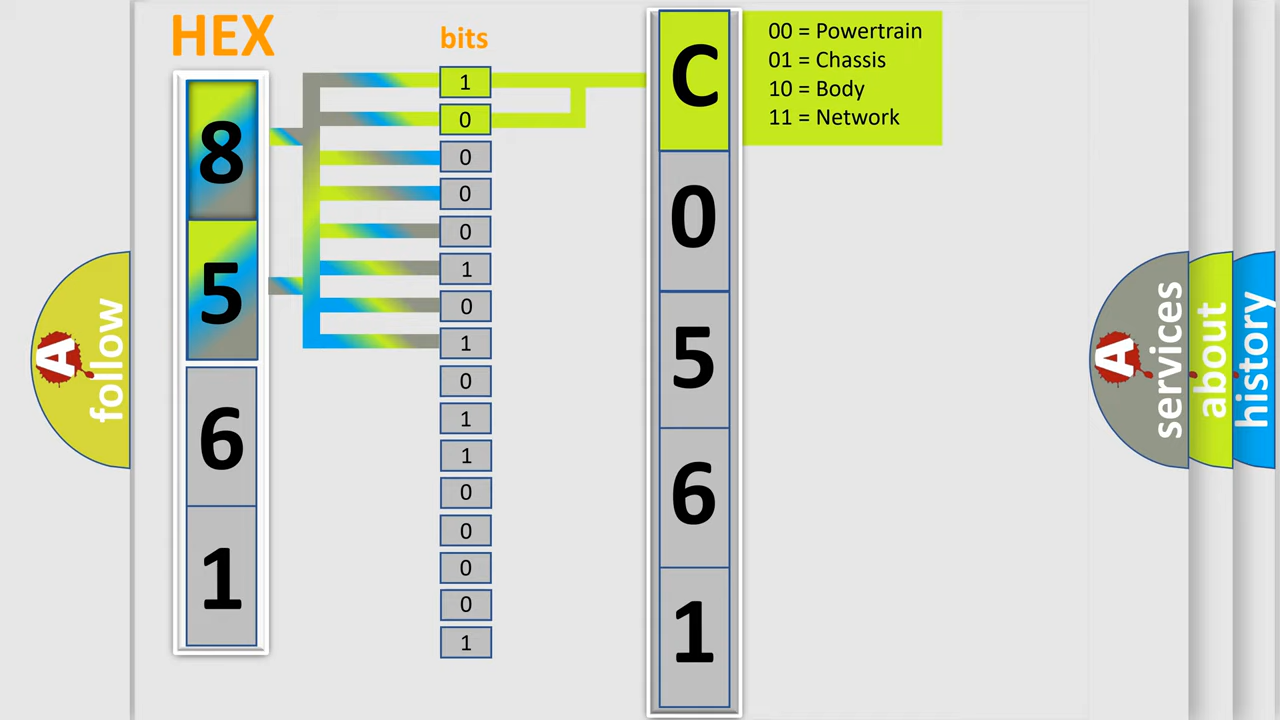 HEX
bits
8
5
6
1
1
0
0
0
0
1
0
1
0
1
1
0
0
0
0
1
C
0
5
6
1
00 = Powertrain
01 = Chassis
10 = Body
11 = Network
A
follow
A
services
about
history